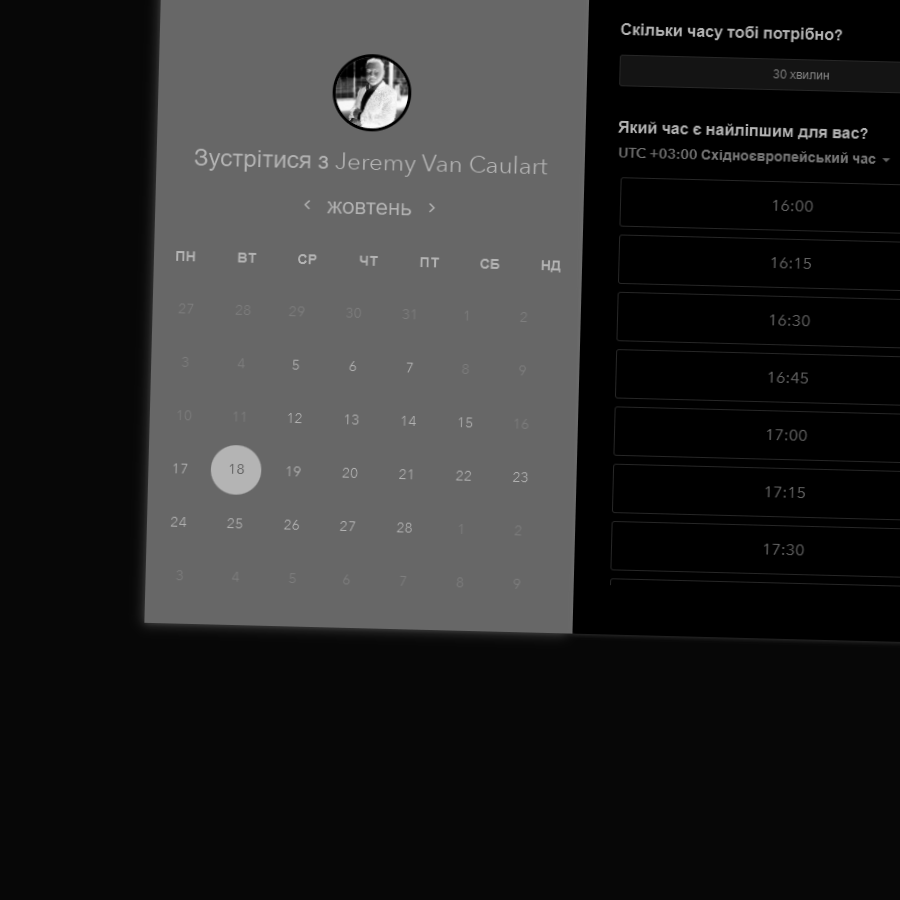 Зустрітися з Jeremy Van Caulart
жовтень
ПН ВТ СР ЧТ ПТ СБ НД
27 28 29 30 31 1 2
3 4 5 6 7 8 9
10 11 12 13 14 15 16
17 18 19 20 21 22 23
24 25 26 27 28 1 2
3 4 5 6 7 8 9
Скільки часу тобі потрібно?
30 хвилин
Який час є найліпшим для вас?
UTC +03:00 Східноєвропейський час
16:00
16:15
16:30
16:45
17:00
17:15
17:30